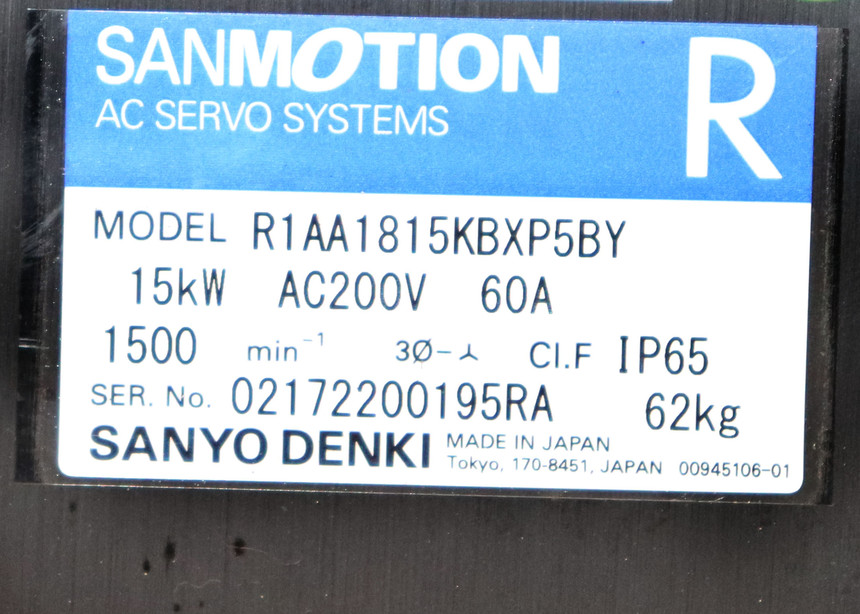 SANMOTION R
AC SERVO SYSTEMS
MODEL R1AA1815KBXP5BY
15kW AC200V 60A
1500 min⁻¹ 3Ø-⅄ CI.F IP65
SER. No. 02172200195RA 62kg
SANYO DENKI MADE IN JAPAN
Tokyo, 170-8451, JAPAN 00945106-01